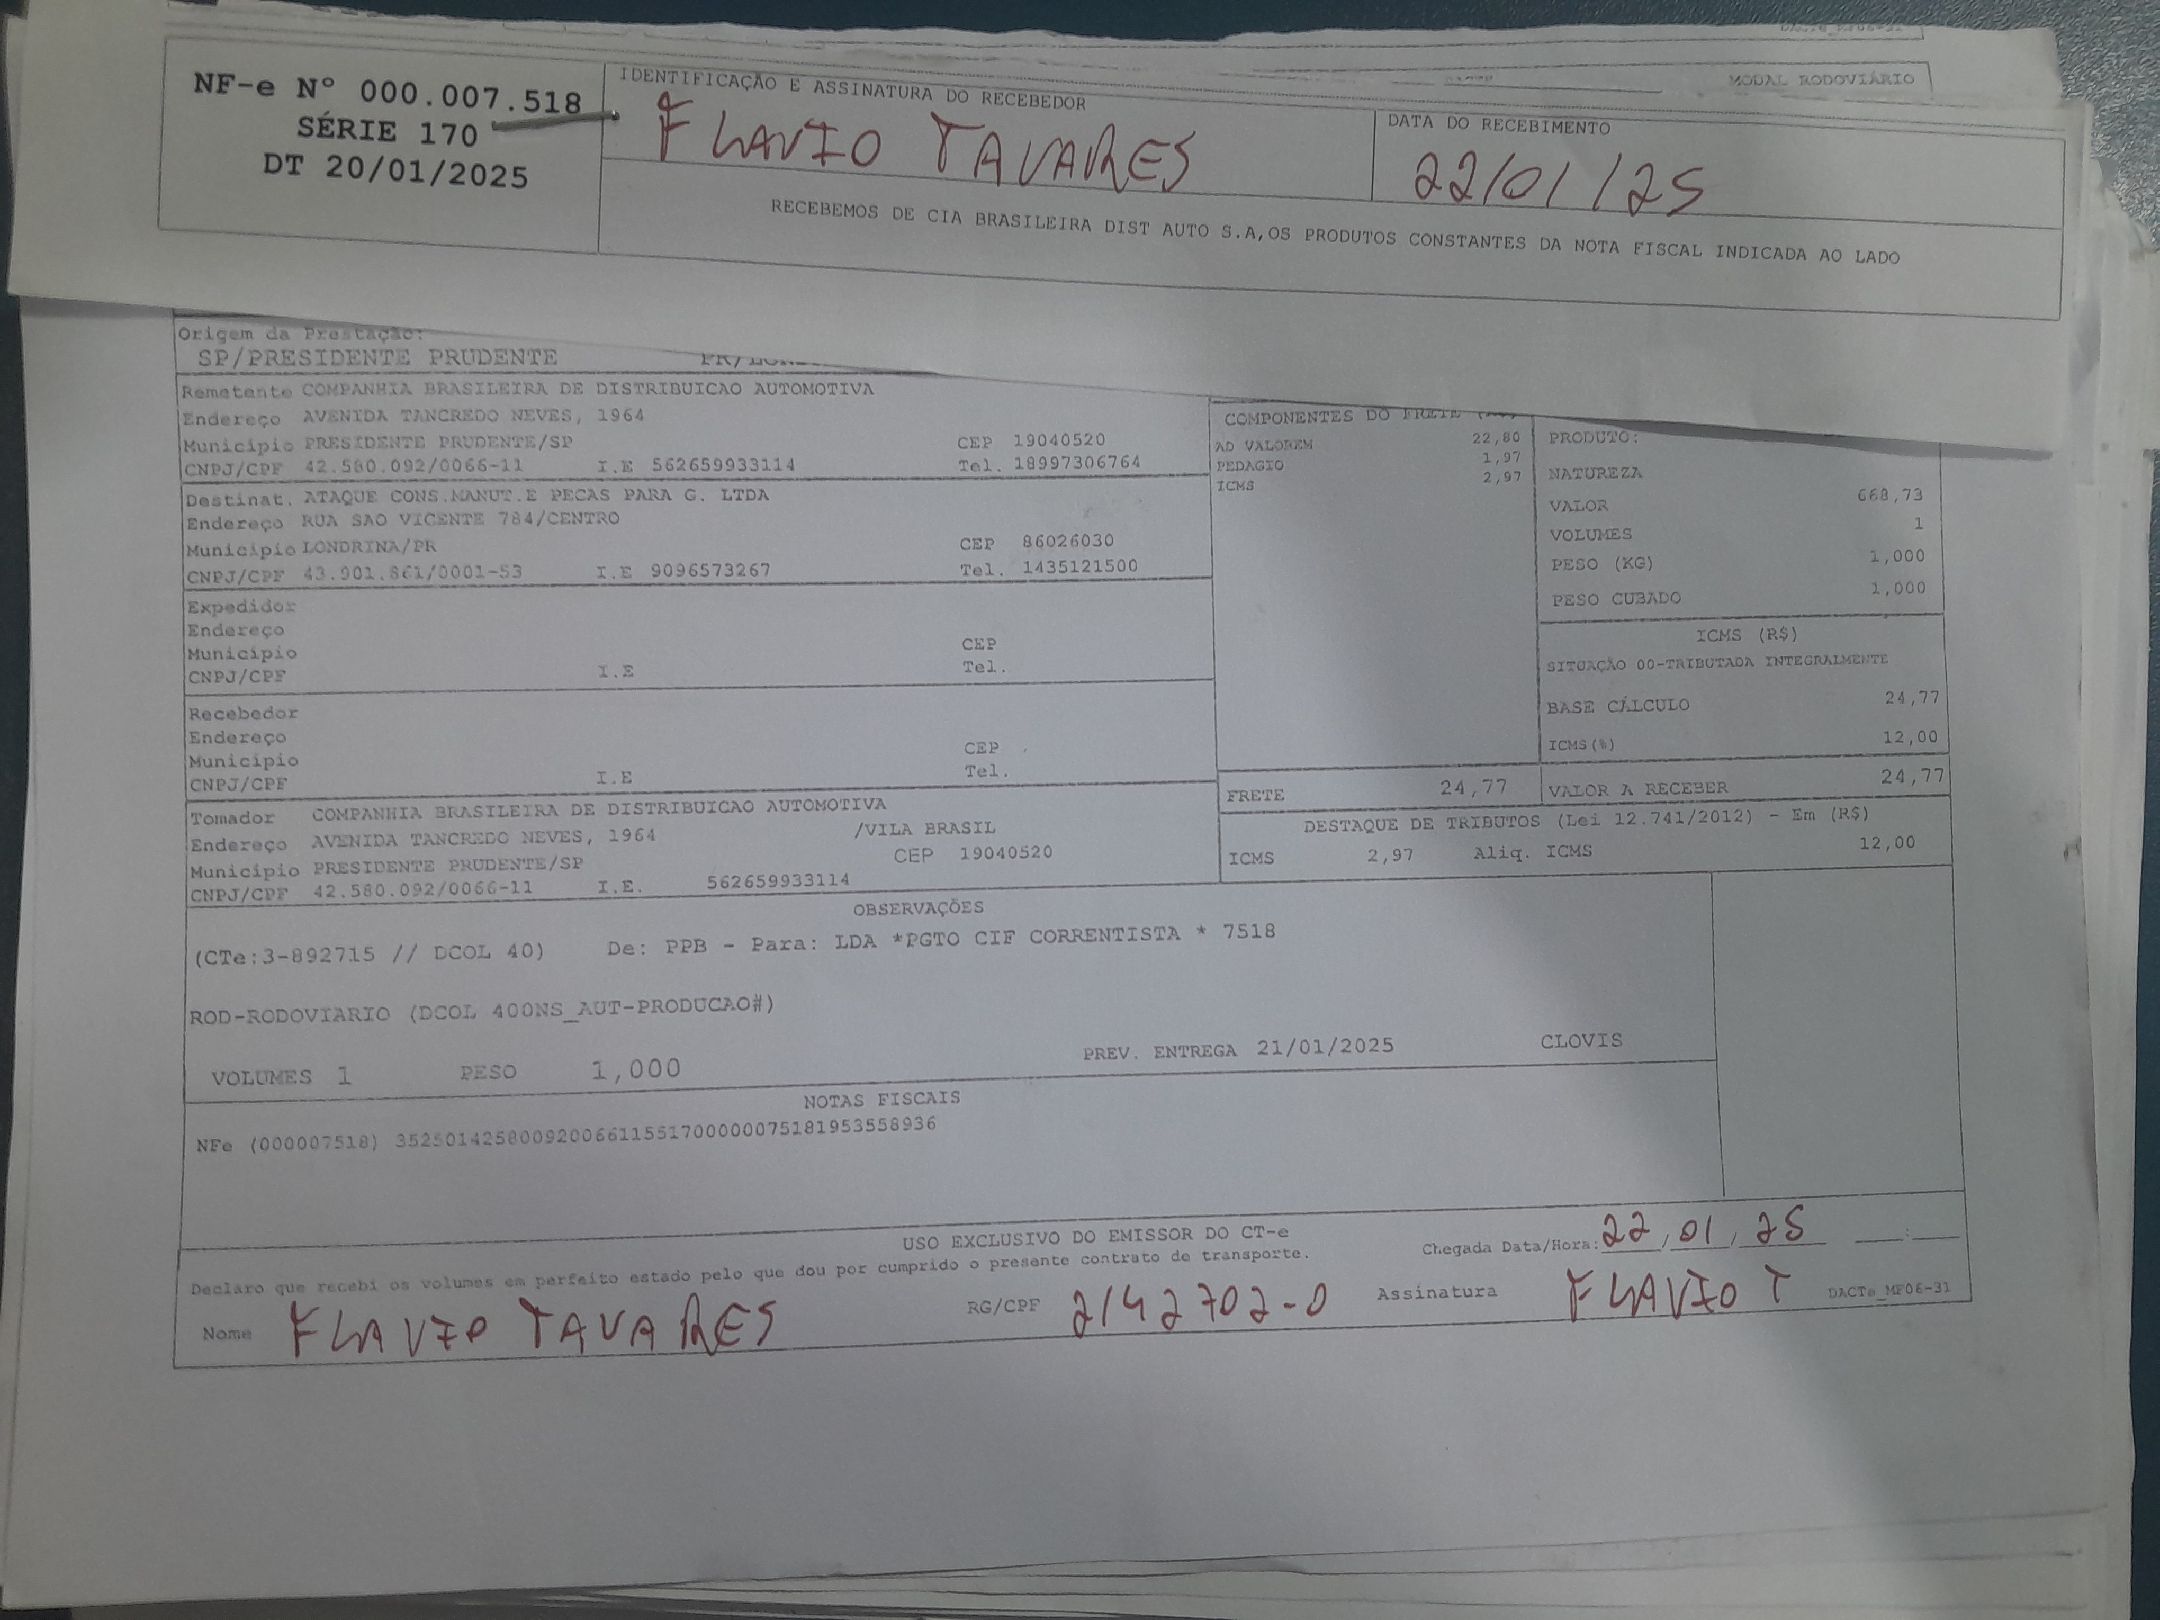 NF-e Nº 000.007.518
SÉRIE 170
DT 20/01/2025
IDENTIFICAÇÃO E ASSINATURA DO RECEBEDOR
FLAVIO TAVARES
DATA DO RECEBIMENTO
22/01/25
RECEBEMOS DE CIA BRASILEIRA DIST AUTO S.A,OS PRODUTOS CONSTANTES DA NOTA FISCAL INDICADA AO LADO
MODAL RODOVIÁRIO
Origem da Prestação:
SP/PRESIDENTE PRUDENTE
Remetente COMPANHIA BRASILEIRA DE DISTRIBUICAO AUTOMOTIVA
Endereço AVENIDA TANCREDO NEVES, 1964
Município PRESIDENTE PRUDENTE/SP CEP 19040520
CNPJ/CPF 42.580.092/0066-11 I.E 562659933114 Tel. 18997306764
Destinat. ATAQUE CONS.MANUT.E PECAS PARA G. LTDA
Endereço RUA SAO VICENTE 784/CENTRO
Município LONDRINA/PR CEP 86026030
CNPJ/CPF 43.901.861/0001-53 I.E 9096573267 Tel. 1435121500
Expedidor
Endereço
Município CEP
CNPJ/CPF I.E Tel.
Recebedor
Endereço
Município CEP
CNPJ/CPF I.E Tel.
Tomador COMPANHIA BRASILEIRA DE DISTRIBUICAO AUTOMOTIVA
Endereço AVENIDA TANCREDO NEVES, 1964 /VILA BRASIL
Município PRESIDENTE PRUDENTE/SP CEP 19040520
CNPJ/CPF 42.580.092/0066-11 I.E. 562659933114
COMPONENTES DO FRETE
AD VALOREM 22,80
PEDAGIO 1,97
ICMS 2,97
FRETE 24,77
PRODUTO:
NATUREZA
VALOR 668,73
VOLUMES 1
PESO (KG) 1,000
PESO CUBADO 1,000
ICMS (R$)
SITUAÇÃO 00-TRIBUTADA INTEGRALMENTE
BASE CÁLCULO 24,77
ICMS(%) 12,00
VALOR A RECEBER 24,77
DESTAQUE DE TRIBUTOS (Lei 12.741/2012) - Em (R$)
ICMS 2,97 Aliq. ICMS 12,00
OBSERVAÇÕES
(CTe:3-892715 // DCOL 40) De: PPB - Para: LDA *PGTO CIF CORRENTISTA * 7518
ROD-RODOVIARIO (DCOL 400NS_AUT-PRODUCAO#)
VOLUMES 1 PESO 1,000 PREV. ENTREGA 21/01/2025 CLOVIS
NOTAS FISCAIS
NFe (000007518) 35250142580092006611551700000075181953558936
USO EXCLUSIVO DO EMISSOR DO CT-e
Declaro que recebi os volumes em perfeito estado pelo que dou por cumprido o presente contrato de transporte.
Chegada Data/Hora: 22/01/25 __:__
Nome FLAVIO TAVARES RG/CPF 2142702-0 Assinatura FLAVIO T DACTe_MF06-31